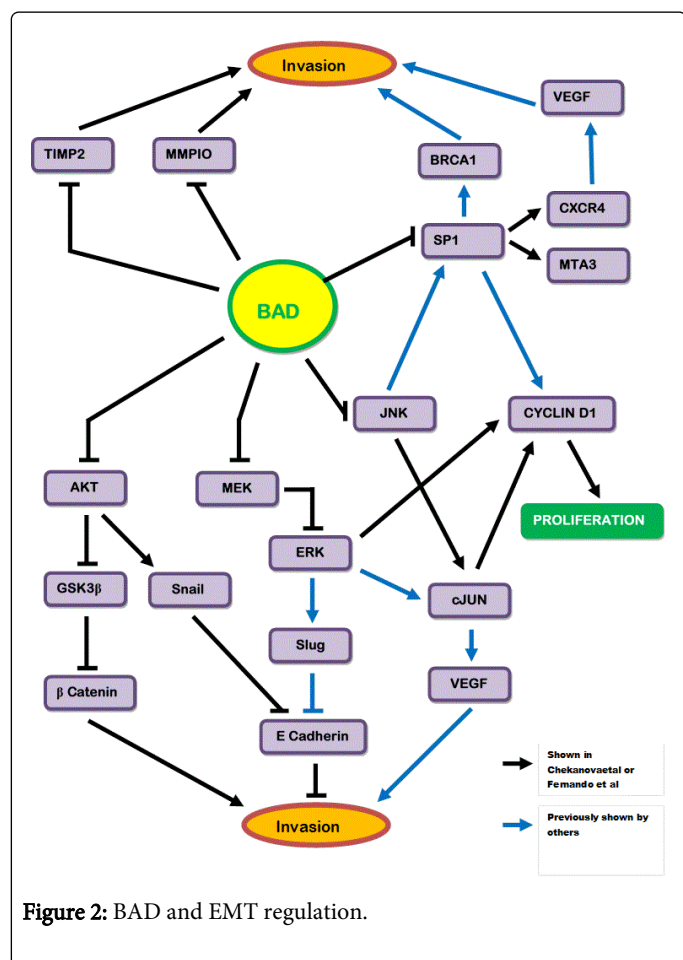 Invasion
VEGF
TIMP2
MMPIO
BRCA1
CXCR4
SP1
MTA3
BAD
JNK
CYCLIN D1
AKT
MEK
PROLIFERATION
ERK
GSK3β
Snail
cJUN
Slug
β Catenin
VEGF
E Cadherin
Invasion
Shown in
Chekanovaetal or
Fernando et al
Previously shown by
others
Figure 2: BAD and EMT regulation.